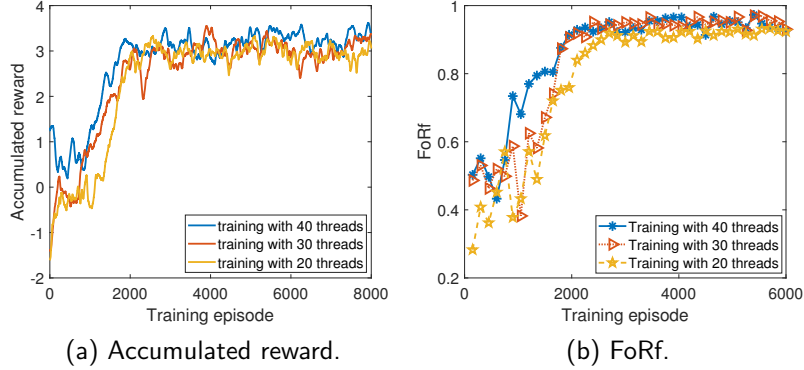 4
3
2
1
0
-1
-2
Accumulated reward
training with 40 threads
training with 30 threads
training with 20 threads
0 2000 4000 6000 8000
Training episode
(a) Accumulated reward.
1
0.8
0.6
0.4
0.2
FoRf
Training with 40 threads
Training with 30 threads
Training with 20 threads
0 2000 4000 6000
Training episode
(b) FoRf.